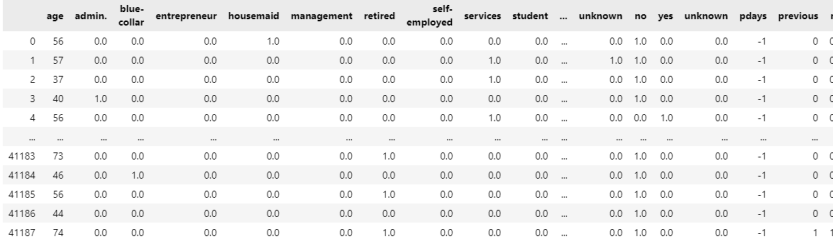 age admin. blue-collar entrepreneur housemaid management retired self-employed services student ... unknown no yes unknown pdays previous
0 56 0.0 0.0 0.0 1.0 0.0 0.0 0.0 0.0 0.0 ... 0.0 1.0 0.0 0.0 -1 0
1 57 0.0 0.0 0.0 0.0 0.0 0.0 0.0 1.0 0.0 ... 1.0 1.0 0.0 0.0 -1 0
2 37 0.0 0.0 0.0 0.0 0.0 0.0 0.0 1.0 0.0 ... 0.0 1.0 0.0 0.0 -1 0
3 40 1.0 0.0 0.0 0.0 0.0 0.0 0.0 0.0 0.0 ... 0.0 1.0 0.0 0.0 -1 0
4 56 0.0 0.0 0.0 0.0 0.0 0.0 0.0 1.0 0.0 ... 0.0 0.0 1.0 0.0 -1 0
... ... ... ... ... ... ... ... ... ... ... ... ... ... ... ... ... ...
41183 73 0.0 0.0 0.0 0.0 0.0 1.0 0.0 0.0 0.0 ... 0.0 1.0 0.0 0.0 -1 0
41184 46 0.0 1.0 0.0 0.0 0.0 0.0 0.0 0.0 0.0 ... 0.0 1.0 0.0 0.0 -1 0
41185 56 0.0 0.0 0.0 0.0 0.0 1.0 0.0 0.0 0.0 ... 0.0 1.0 0.0 0.0 -1 0
41186 44 0.0 0.0 0.0 0.0 0.0 0.0 0.0 0.0 0.0 ... 0.0 1.0 0.0 0.0 -1 0
41187 74 0.0 0.0 0.0 0.0 0.0 1.0 0.0 0.0 0.0 ... 0.0 1.0 0.0 0.0 -1 1